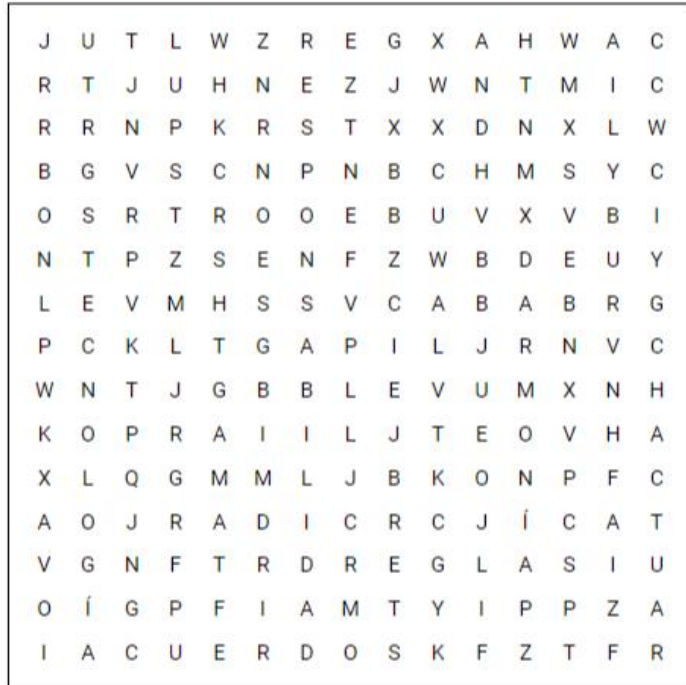 J U T L W Z R E G X A H W A C
R T J U H N E Z J W N T M I C
R R N P K R S T X X D N X L W
B G V S C N P N B C H M S Y C
O S R T R O O E B U V X V B I
N T P Z S E N F Z W B D E U Y
L E V M H S S V C A B A B R G
P C K L T G A P I L J R N V C
W N T J G B B L E V U M X N H
K O P R A I I L J T E O V H A
X L Q G M M L J B K O N P F C
A O J R A D I C R C J Í C A T
V G N F T R D R E G L A S I U
O Í G P F I A M T Y I P P Z A
I A C U E R D O S K F Z T F R